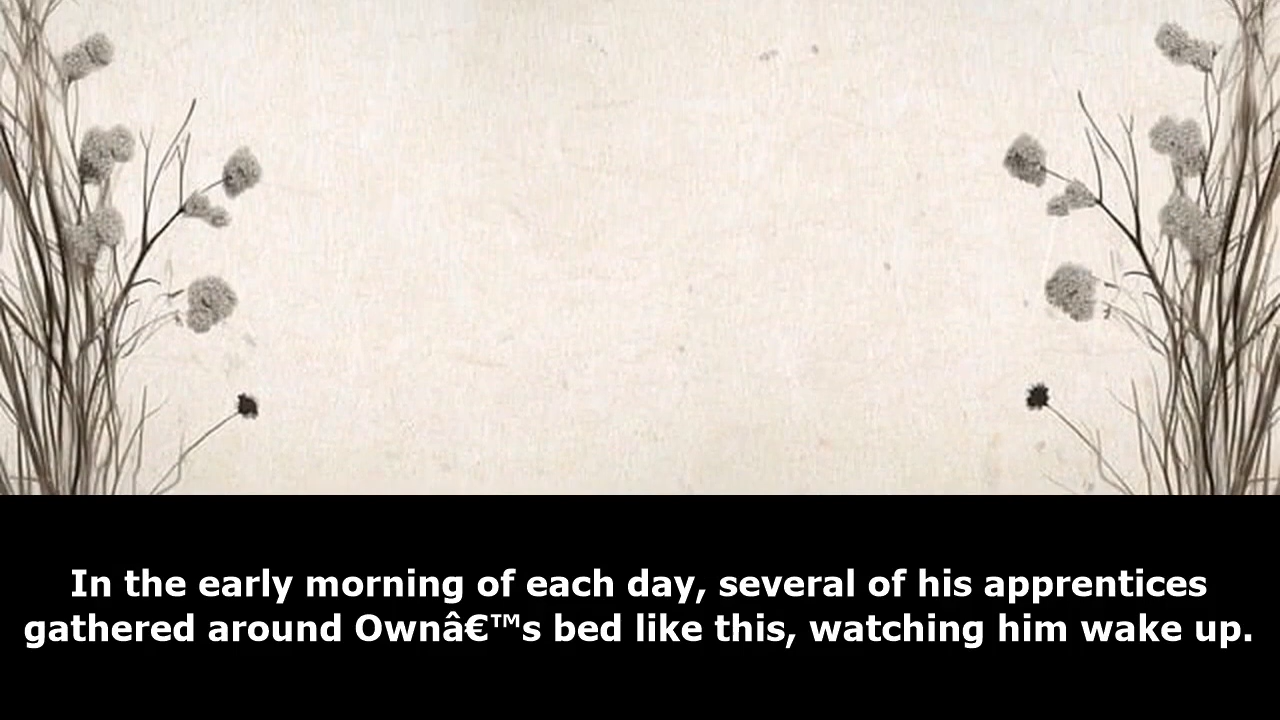 In the early morning of each day, several of his apprentices
gathered around Ownâ€™s bed like this, watching him wake up.